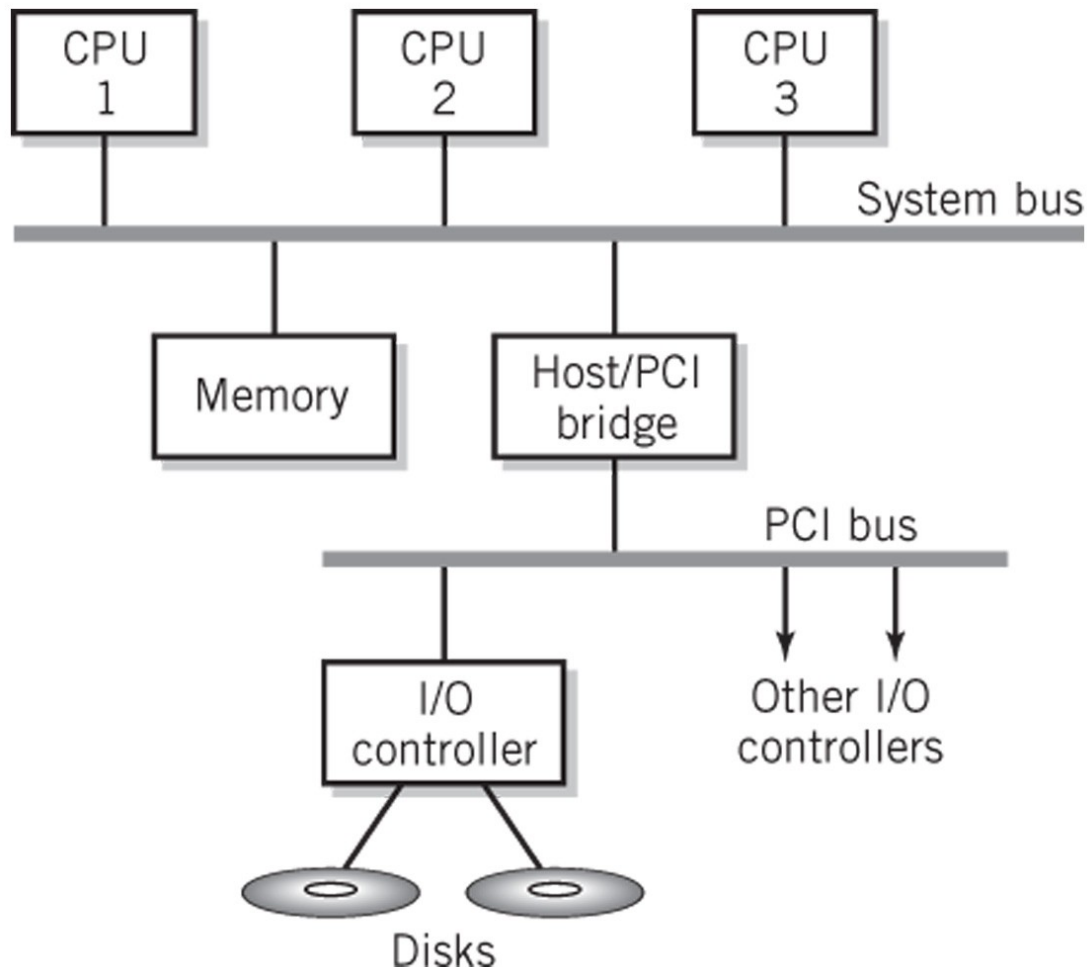 CPU
1
CPU
2
CPU
3
System bus
Memory
Host/PCI
bridge
PCI bus
I/O
controller
Other I/O
controllers
Disks